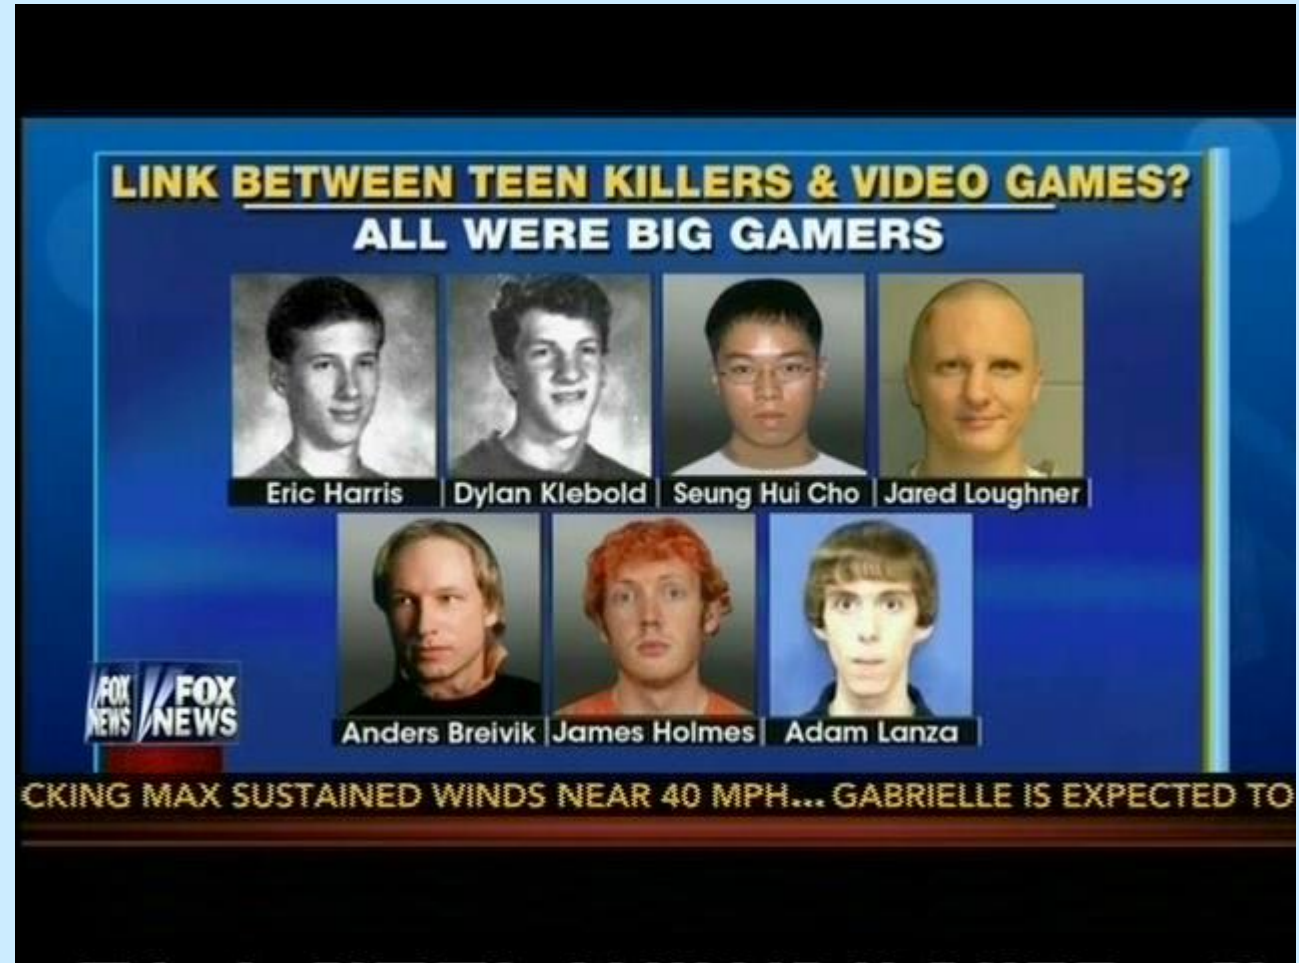 LINK BETWEEN TEEN KILLERS & VIDEO GAMES?
ALL WERE BIG GAMERS
Eric Harris
Dylan Klebold
Seung Hui Cho
Jared Loughner
Anders Breivik
James Holmes
Adam Lanza
FOX NEWS
FOX NEWS
CKING MAX SUSTAINED WINDS NEAR 40 MPH... GABRIELLE IS EXPECTED TO